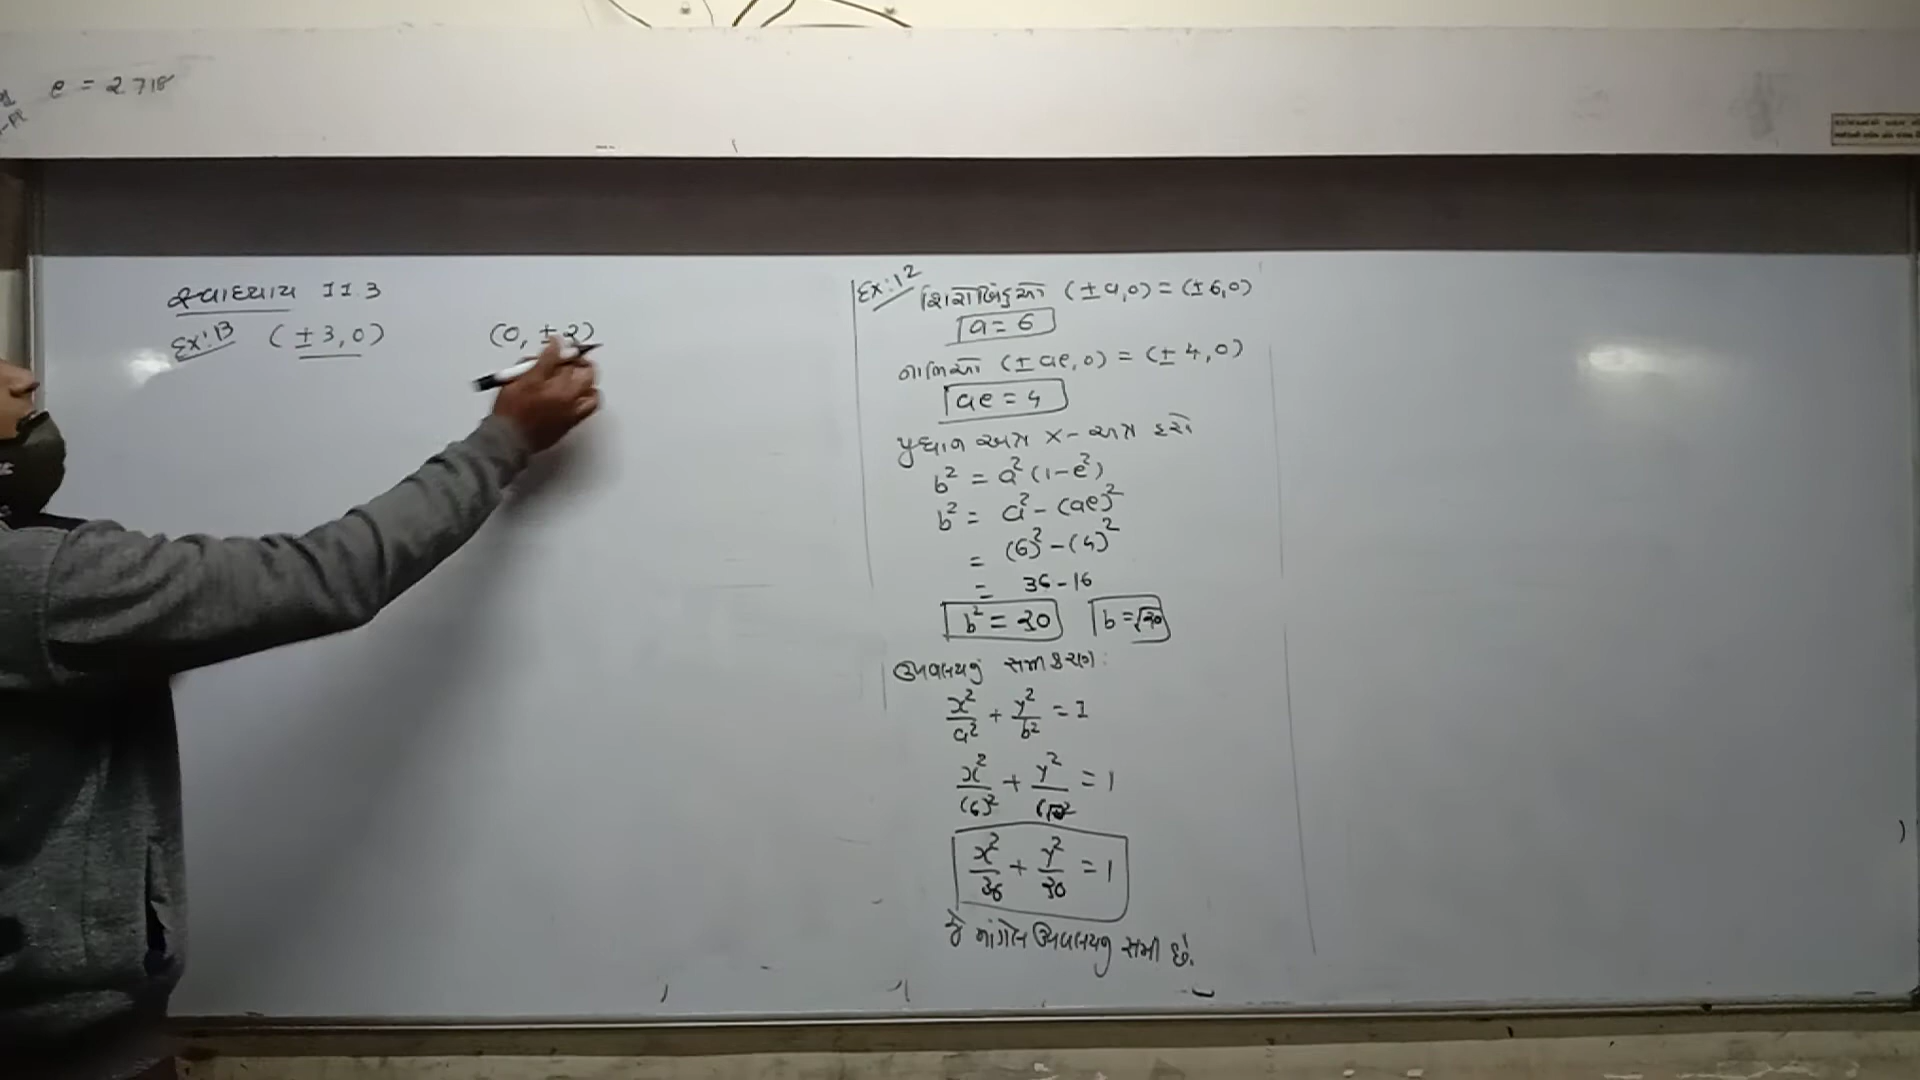 e = 2.718
સ્વાધ્યાય 11.3
Ex:13 (±3,0) (0, ±2)
Ex:12 શિરોબિંદુઓ (±a,0) = (±6,0)
a = 6
નાભિઓ (±ae,0) = (±4,0)
ae = 4
પ્રધાન અક્ષ X-અક્ષ હશે
b² = a²(1-e²)
b² = a² - (ae)²
= (6)² - (4)²
= 36-16
b² = 20 b = √20
ઉપવલયનું સમીકરણ:
x²/a² + y²/b² = 1
x²/(6)² + y²/(√20)² = 1
x²/36 + y²/20 = 1
જે માંગેલ ઉપવલયનું સમી છે.